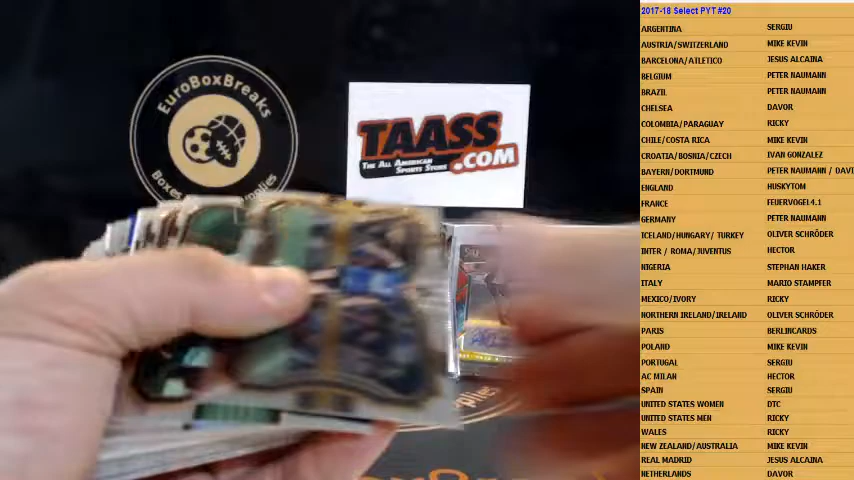 EuroBoxBreaks
TAASS
THE ALL AMERICAN
SPORTS STORE
.COM
2017-18 Select PYT #20
ARGENTINA SERGIU
AUSTRIA/SWITZERLAND MIKE KEVIN
BARCELONA/ATLETICO JESUS ALCAINA
BELGIUM PETER NAUMANN
BRAZIL PETER NAUMANN
CHELSEA DAVOR
COLOMBIA/PARAGUAY RICKY
CHILE/COSTA RICA MIKE KEVIN
CROATIA/BOSNIA/CZECH IVAN GONZALEZ
BAYERN/DORTMUND PETER NAUMANN / DAVI
ENGLAND HUSKYTOM
FRANCE FEUERVOGEL4.1
GERMANY PETER NAUMANN
ICELAND/HUNGARY/ TURKEY OLIVER SCHRÖDER
INTER / ROMA/JUVENTUS HECTOR
NIGERIA STEPHAN HAKER
ITALY MARIO STAMPFER
MEXICO/IVORY RICKY
NORTHERN IRELAND/IRELAND OLIVER SCHRÖDER
PARIS BERLINCARDS
POLAND MIKE KEVIN
PORTUGAL SERGIU
AC MILAN HECTOR
SPAIN SERGIU
UNITED STATES WOMEN DTC
UNITED STATES MEN RICKY
WALES RICKY
NEW ZEALAND/AUSTRALIA MIKE KEVIN
REAL MADRID JESUS ALCAINA
NETHERLANDS DAVOR